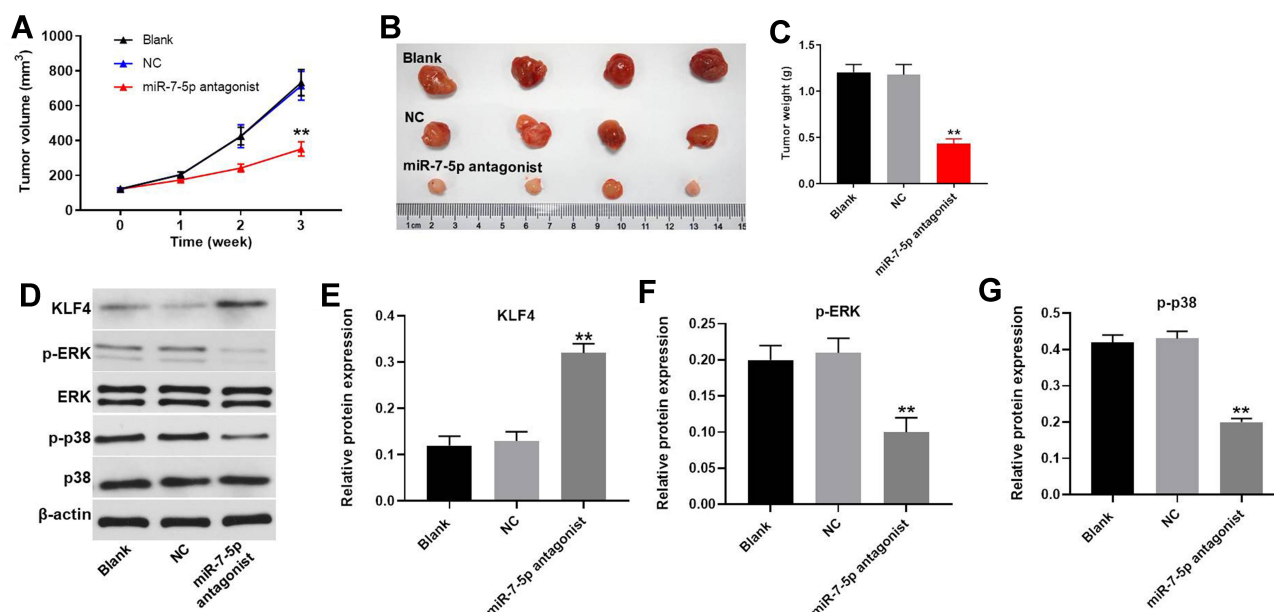 A
Tumor volume (mm3)
1000
800
600
400
200
0
Blank
NC
miR-7-5p antagonist
**
0 1 2 3
Time (week)
B
Blank
NC
miR-7-5p antagonist
1cm 2 3 4 5 6 7 8 9 10 11 12 13 14 15
C
Tumor weight (g)
1.5
1.0
0.5
0.0
**
Blank
NC
miR-7-5p antagonist
D
KLF4
p-ERK
ERK
p-p38
p38
β-actin
Blank
NC
miR-7-5p
antagonist
E
KLF4
Relative protein expression
0.4
0.3
0.2
0.1
0.0
**
Blank
NC
miR-7-5p antagonist
F
p-ERK
Relative protein expression
0.25
0.20
0.15
0.10
0.05
0.00
**
Blank
NC
miR-7-5p antagonist
G
p-p38
Relative protein expression
0.5
0.4
0.3
0.2
0.1
0.0
**
Blank
NC
miR-7-5p antagonist